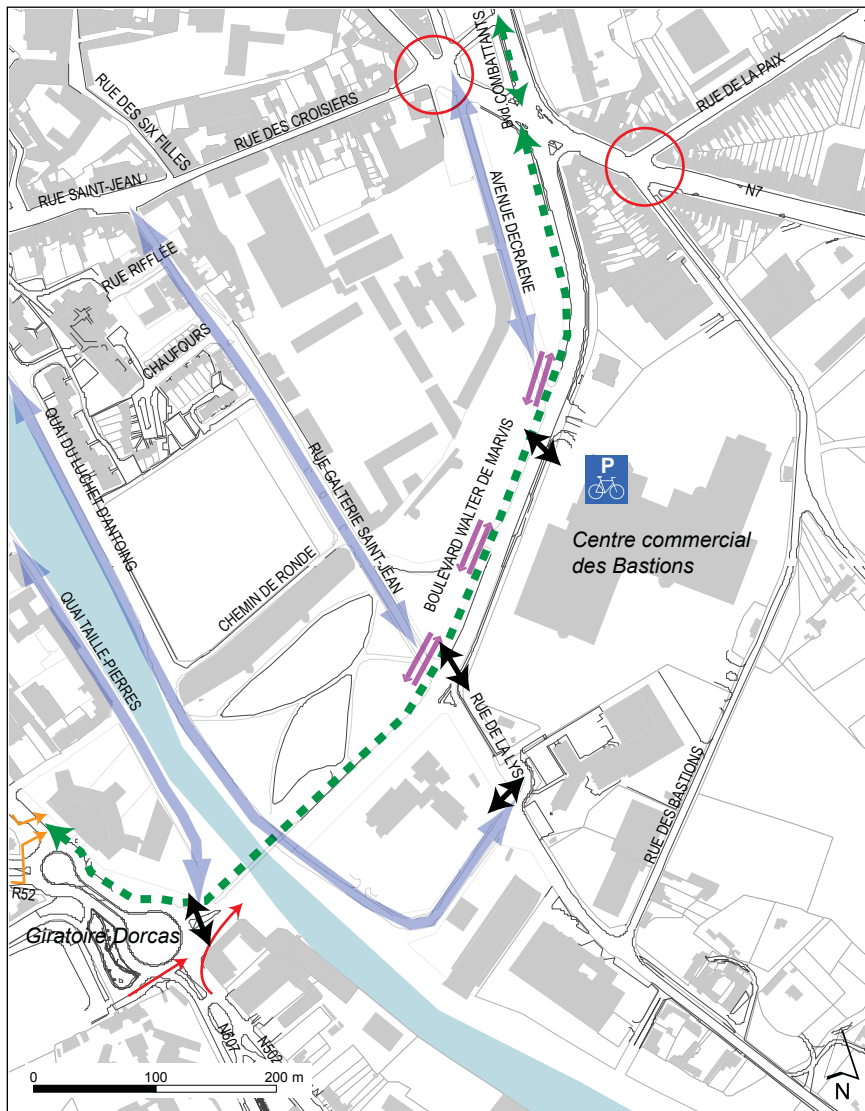 Bvd.COMBATTANTS
RUE DE LA PAIX
RUE DES SIX FILLES
RUE DES CROISIERS
RUE SAINT-JEAN
N7
AVENUE DECRAENE
RUE RIFFLÉE
CHAUFOURS
QUAI DU LUCHET D'ANTOING
RUE GALTERIE SAINT-JEAN
BOULEVARD WALTER DE MARVIS
P
Centre commercial
des Bastions
CHEMIN DE RONDE
QUAI TAILLE-PIERRES
RUE DE LA LYS
RUE DES BASTIONS
R52
Giratoire Dorcas
N507
N502
0 100 200 m
N